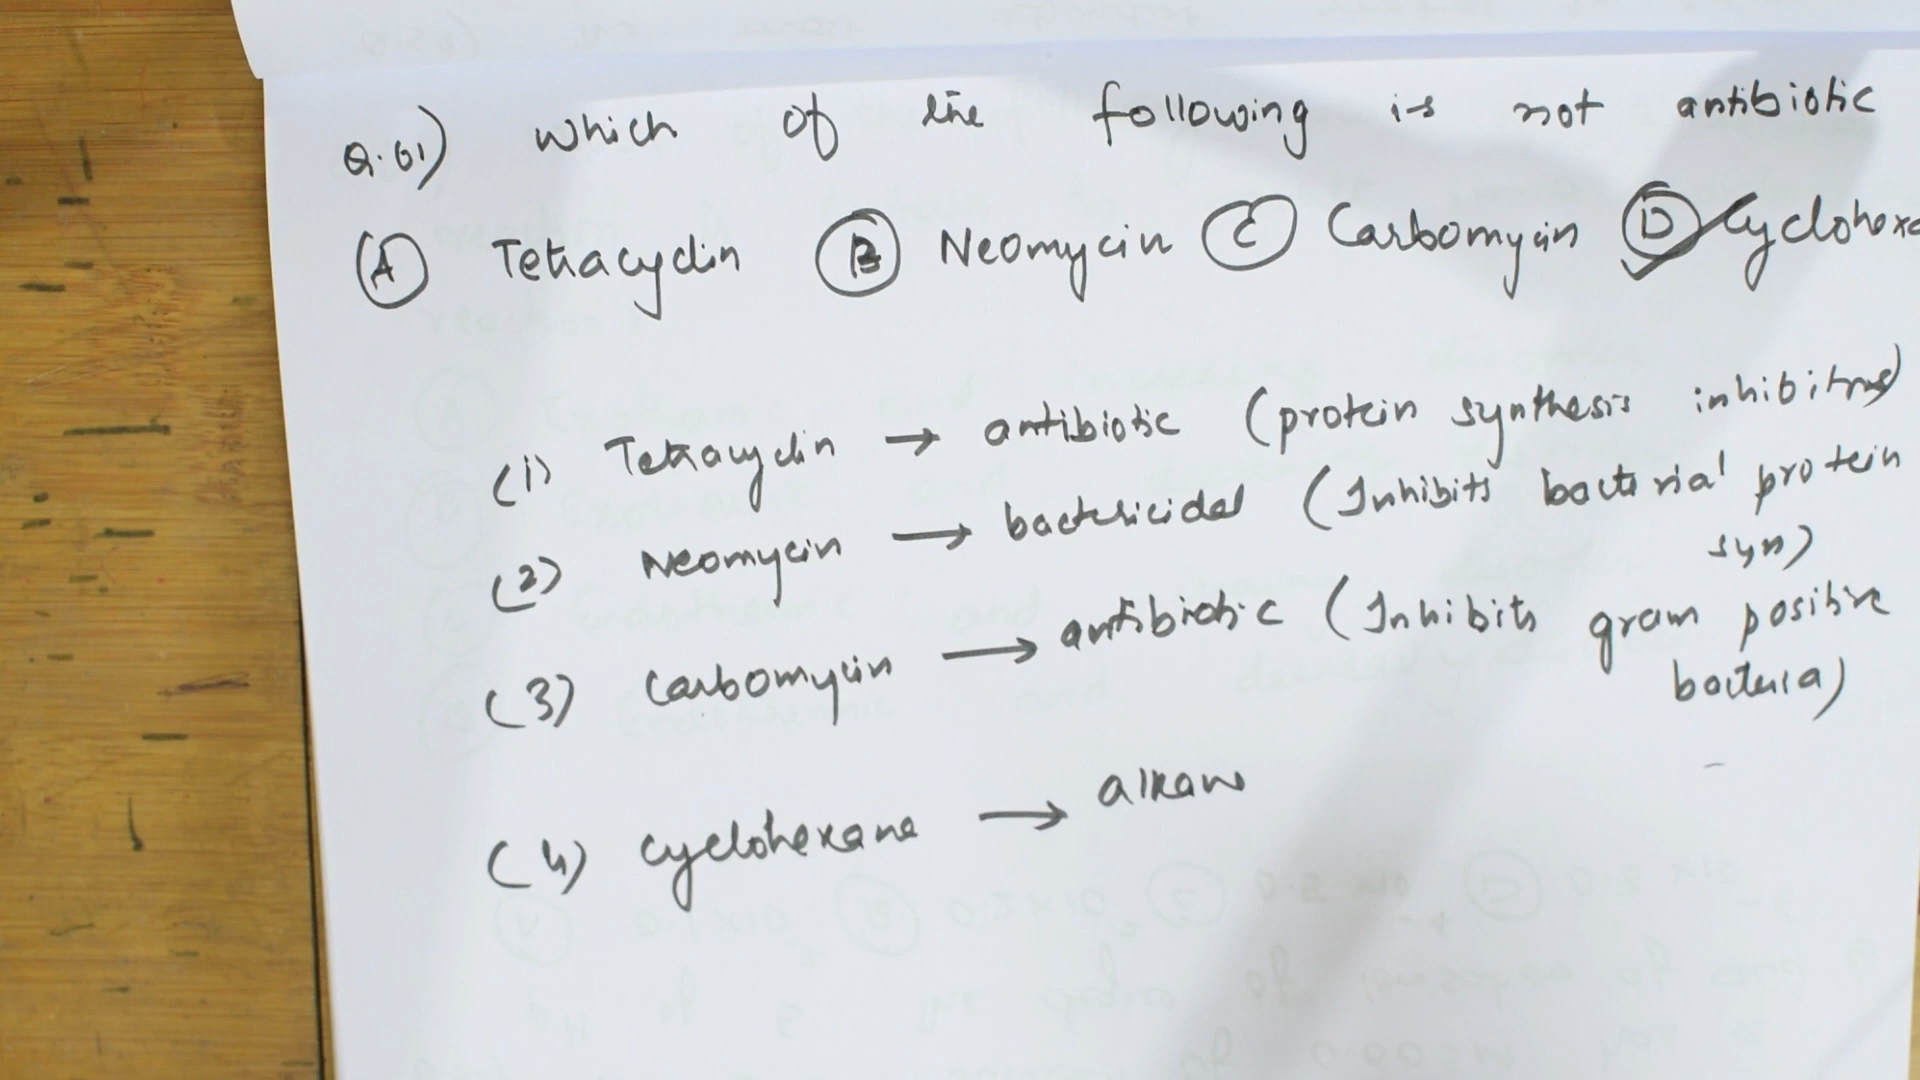 Q.61) Which of the following is not antibiotic
(A) Tetracyclin (B) Neomycin (C) Carbomycin (D) Cyclohexa
(1) Tetracyclin → antibiotic (protein synthesis inhibitors)
(2) Neomycin → bactericidal (Inhibits bacterial protein
syn)
(3) Carbomycin → antibiotic (Inhibits gram positive
bacteria)
(4) cyclohexane → alkane